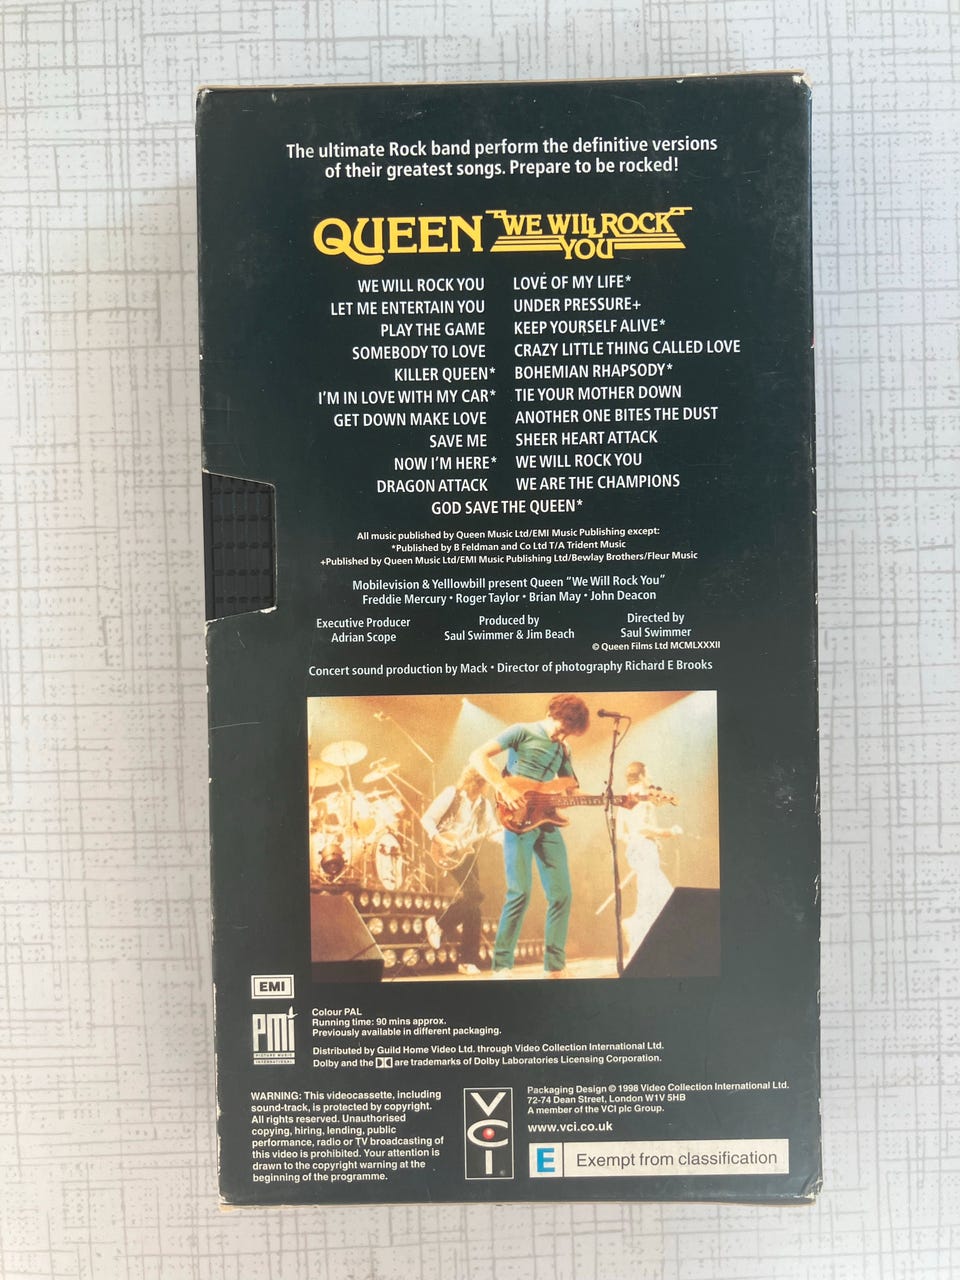 The ultimate Rock band perform the definitive versions
of their greatest songs. Prepare to be rocked!
QUEEN WE WILL ROCK YOU
WE WILL ROCK YOU
LET ME ENTERTAIN YOU
PLAY THE GAME
SOMEBODY TO LOVE
KILLER QUEEN*
I'M IN LOVE WITH MY CAR*
GET DOWN MAKE LOVE
SAVE ME
NOW I'M HERE*
DRAGON ATTACK
LOVE OF MY LIFE*
UNDER PRESSURE+
KEEP YOURSELF ALIVE*
CRAZY LITTLE THING CALLED LOVE
BOHEMIAN RHAPSODY*
TIE YOUR MOTHER DOWN
ANOTHER ONE BITES THE DUST
SHEER HEART ATTACK
WE WILL ROCK YOU
WE ARE THE CHAMPIONS
GOD SAVE THE QUEEN*
All music published by Queen Music Ltd/EMI Music Publishing except:
*Published by B Feldman and Co Ltd T/A Trident Music
+Published by Queen Music Ltd/EMI Music Publishing Ltd/Bewlay Brothers/Fleur Music
Mobilevision & Yelllowbill present Queen "We Will Rock You"
Freddie Mercury • Roger Taylor • Brian May • John Deacon
Executive Producer
Adrian Scope
Produced by
Saul Swimmer & Jim Beach
Directed by
Saul Swimmer
© Queen Films Ltd MCMLXXXII
Concert sound production by Mack • Director of photography Richard E Brooks
EMI
PMI
PICTURE MUSIC
INTERNATIONAL
Colour PAL
Running time: 90 mins approx.
Previously available in different packaging.
Distributed by Guild Home Video Ltd. through Video Collection International Ltd.
Dolby and the are trademarks of Dolby Laboratories Licensing Corporation.
WARNING: This videocassette, including
sound-track, is protected by copyright.
All rights reserved. Unauthorised
copying, hiring, lending, public
performance, radio or TV broadcasting of
this video is prohibited. Your attention is
drawn to the copyright warning at the
beginning of the programme.
VCI
Packaging Design © 1998 Video Collection International Ltd.
72-74 Dean Street, London W1V 5HB
A member of the VCI plc Group.
www.vci.co.uk
E Exempt from classification